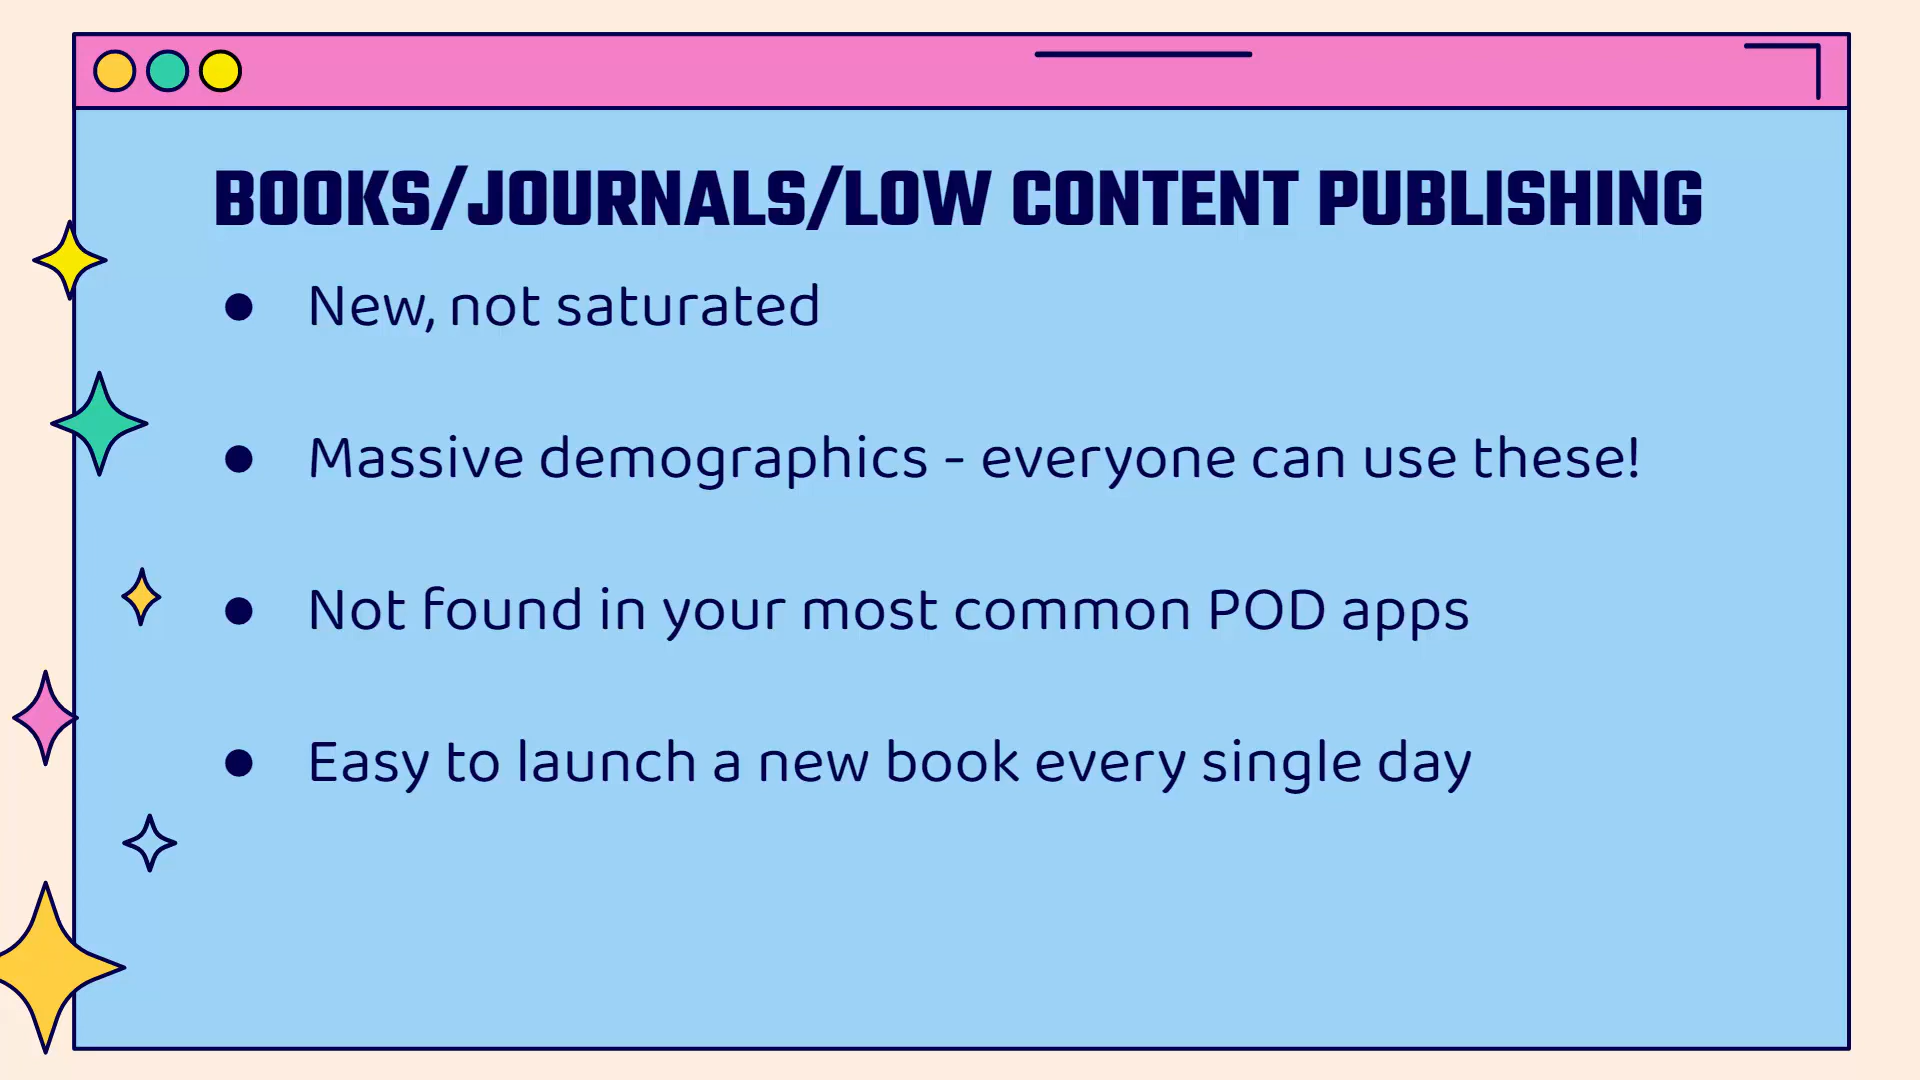 BOOKS/JOURNALS/LOW CONTENT PUBLISHING
● New, not saturated
● Massive demographics - everyone can use these!
● Not found in your most common POD apps
● Easy to launch a new book every single day